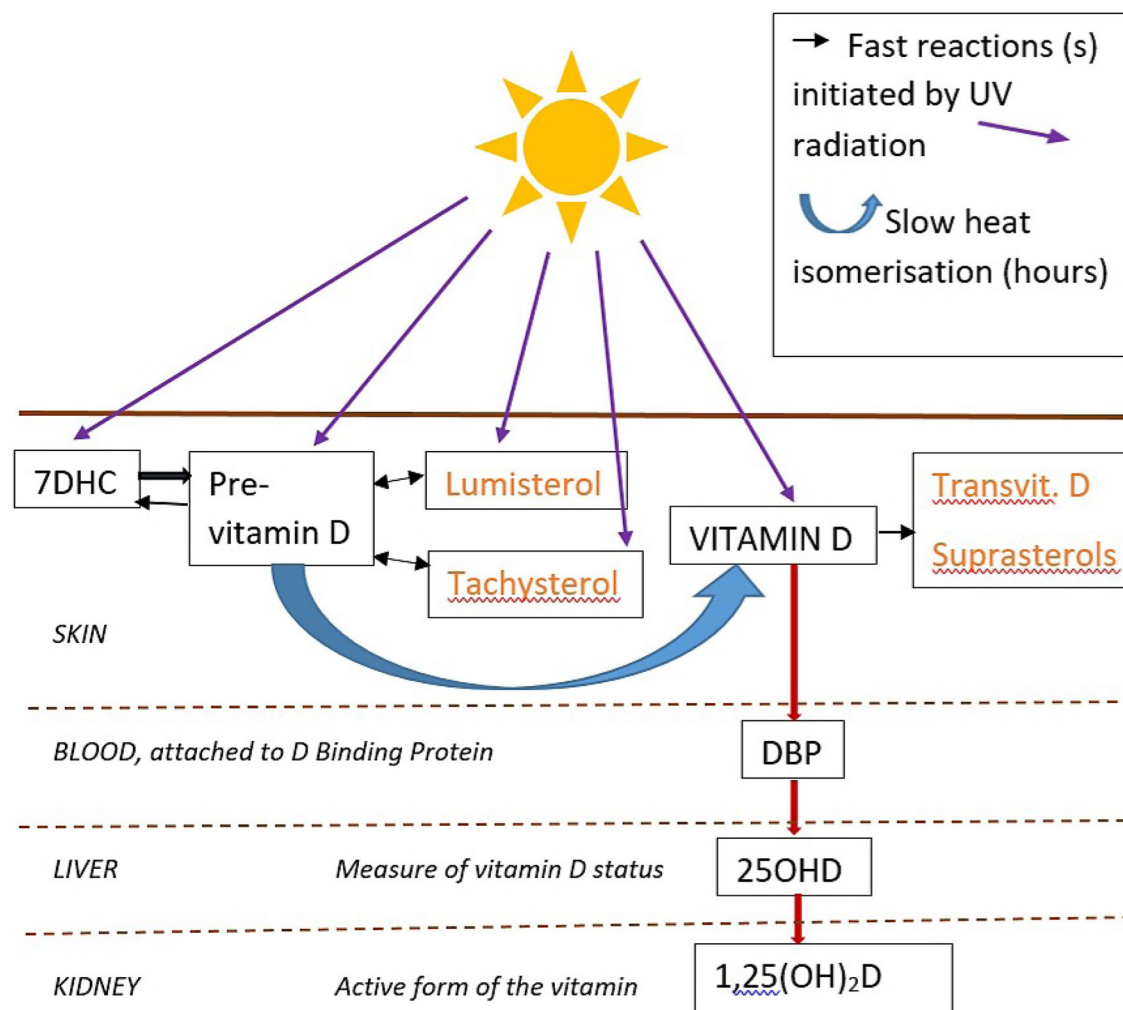 Fast reactions (s)
initiated by UV
radiation
Slow heat
isomerisation (hours)
7DHC
Pre-
vitamin D
Lumisterol
Tachysterol
VITAMIN D
Transvit. D
Suprasterols
SKIN
BLOOD, attached to D Binding Protein
DBP
LIVER
Measure of vitamin D status
25OHD
KIDNEY
Active form of the vitamin
1,25(OH)₂D